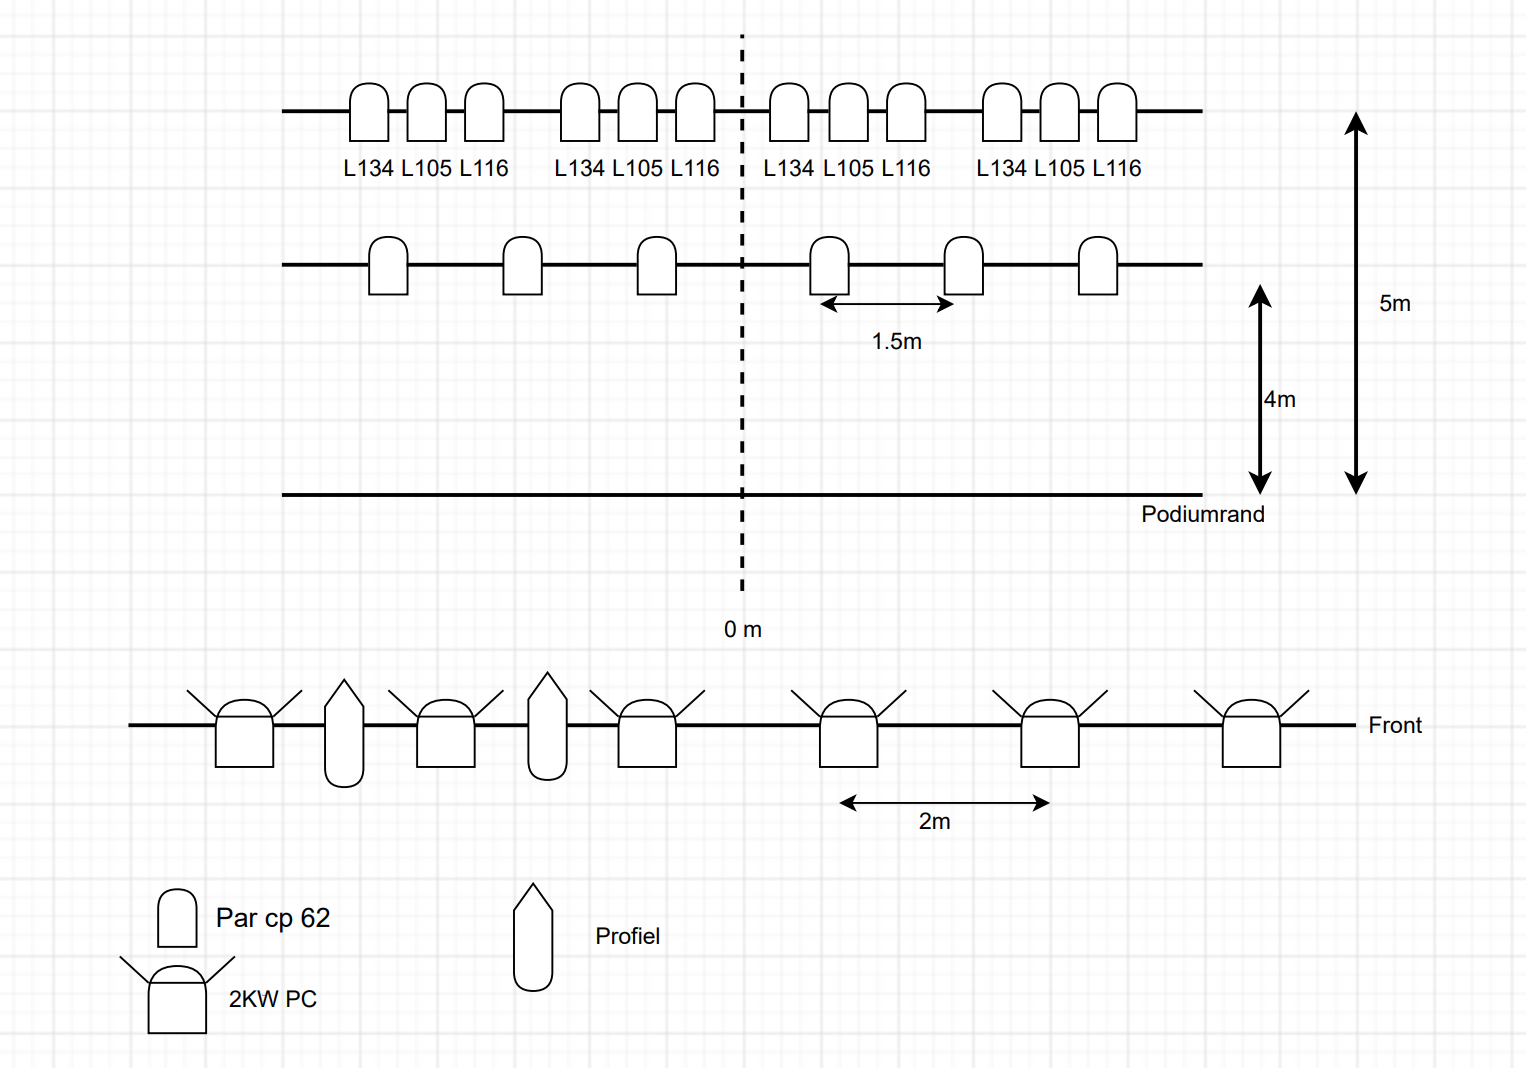 L134 L105 L116 L134 L105 L116 L134 L105 L116 L134 L105 L116
5m
1.5m
4m
Podiumrand
0 m
Front
2m
Par cp 62
Profiel
2KW PC